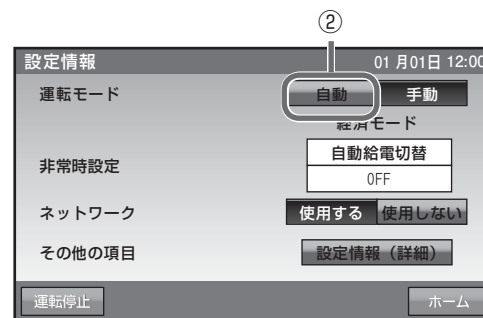 ②
設定情報 01 月01日 12:00
運転モード 自動 手動
経済モード
非常時設定 自動給電切替
OFF
ネットワーク 使用する 使用しない
その他の項目 設定情報（詳細）
運転停止 ホーム